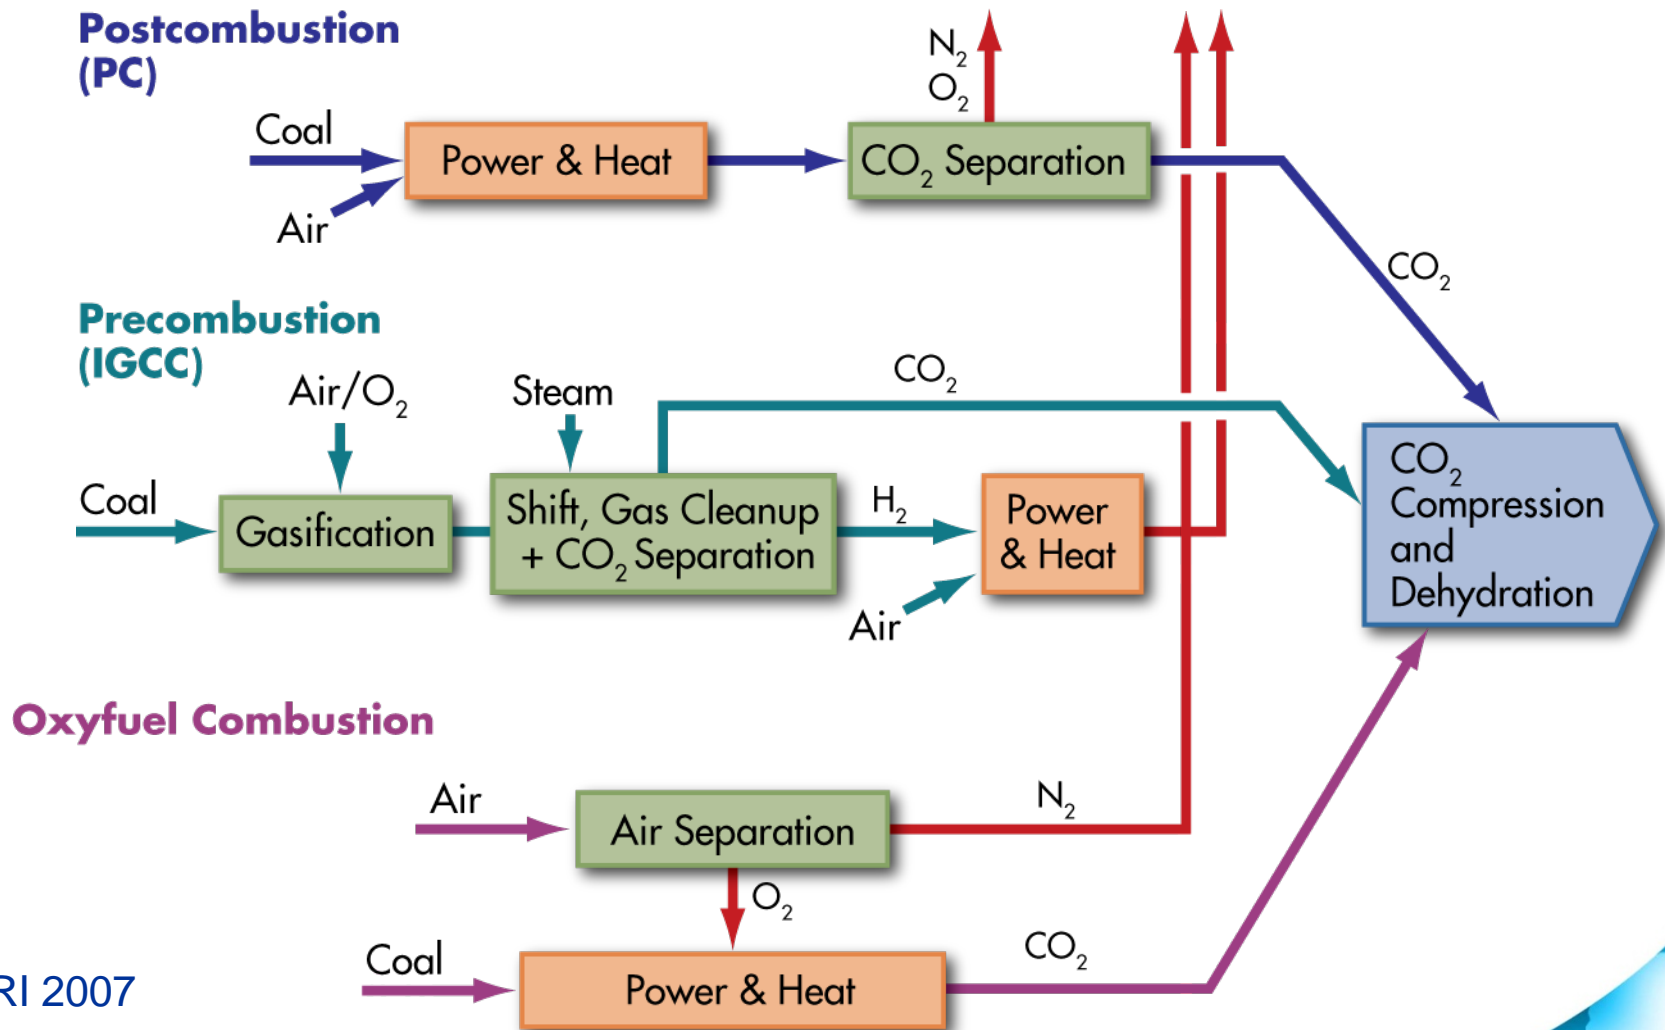 Postcombustion
(PC)
N₂
O₂
Coal
Power & Heat
CO₂ Separation
Air
CO₂
Precombustion
(IGCC)
Air/O₂
Steam
CO₂
Coal
Gasification
Shift, Gas Cleanup
+ CO₂ Separation
H₂
Power
& Heat
Air
CO₂
Compression
and
Dehydration
Oxyfuel Combustion
Air
Air Separation
N₂
O₂
Coal
Power & Heat
CO₂
RI 2007